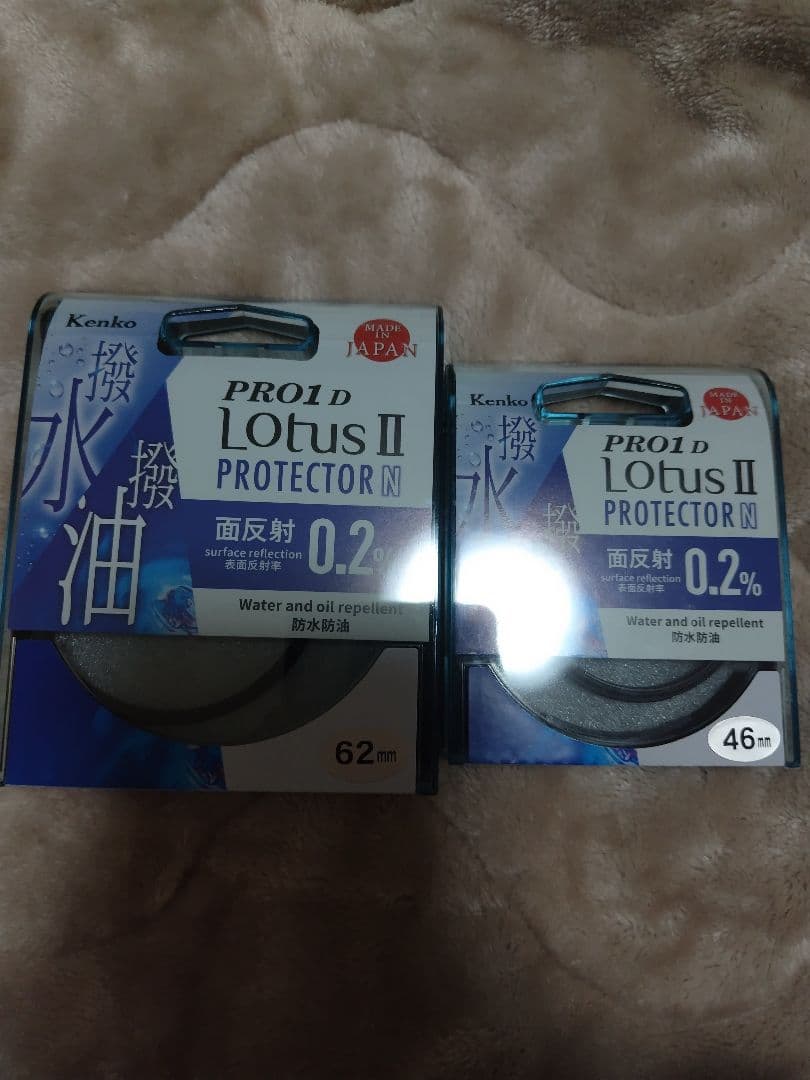 Kenko
MADE
IN
JAPAN
撥水
撥油
PRO1D
Lotus II
PROTECTOR N
面反射
surface reflection
表面反射率
0.2%
Water and oil repellent
防水防油
62mm
Kenko
MADE
IN
JAPAN
撥水
撥
PRO1D
Lotus II
PROTECTOR N
面反射
surface reflection
表面反射率
0.2%
Water and oil repellent
防水防油
46mm